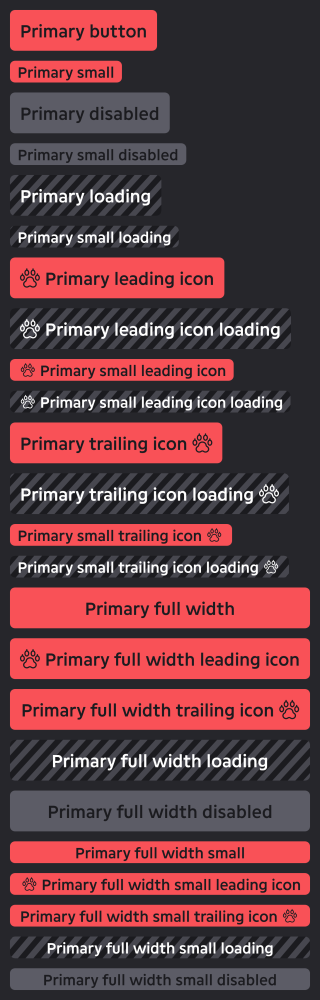 Primary button
Primary small
Primary disabled
Primary small disabled
Primary loading
Primary small loading
Primary leading icon
Primary leading icon loading
Primary small leading icon
Primary small leading icon loading
Primary trailing icon
Primary trailing icon loading
Primary small trailing icon
Primary small trailing icon loading
Primary full width
Primary full width leading icon
Primary full width trailing icon
Primary full width loading
Primary full width disabled
Primary full width small
Primary full width small leading icon
Primary full width small trailing icon
Primary full width small loading
Primary full width small disabled